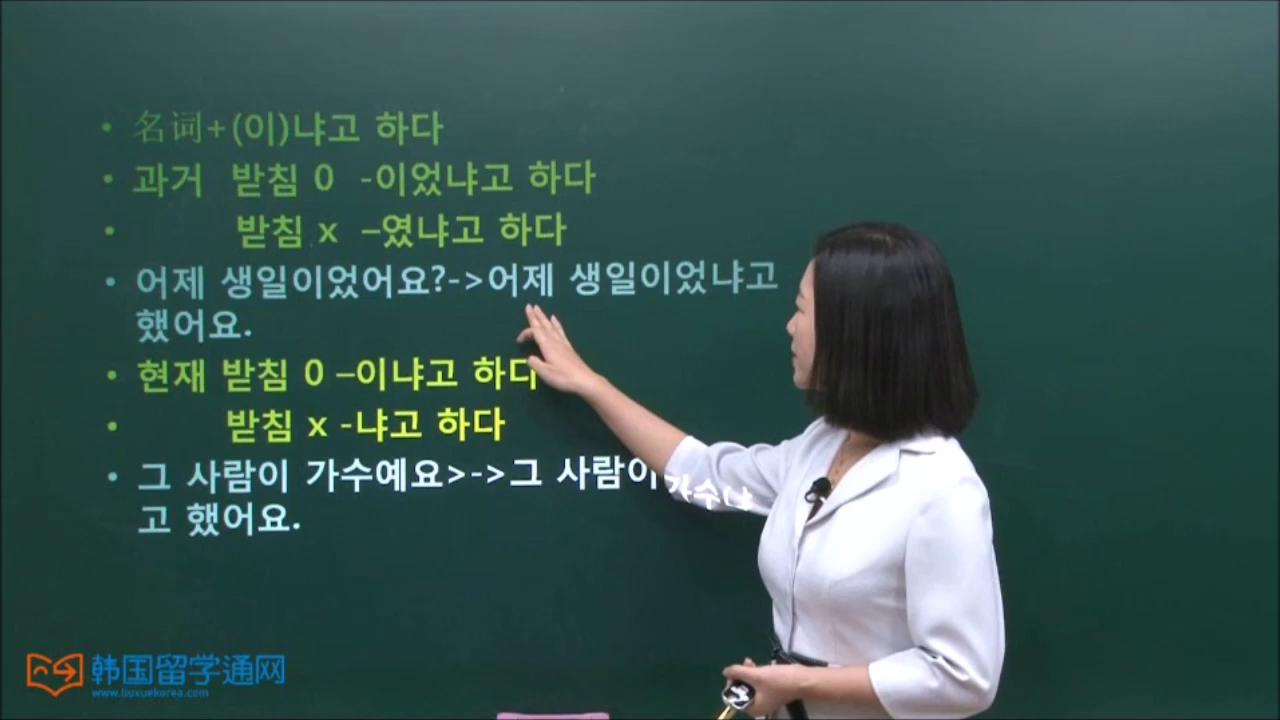 • 名词+(이)냐고 하다
• 과거 받침 0 -이었냐고 하다
• 받침 x –였냐고 하다
• 어제 생일이었어요?->어제 생일이었냐고
했어요.
• 현재 받침 0 –이냐고 하다
• 받침 x -냐고 하다
• 그 사람이 가수예요>->그 사람이 가수냐
고 했어요.
韩国留学通网
www.liuxuekorea.com